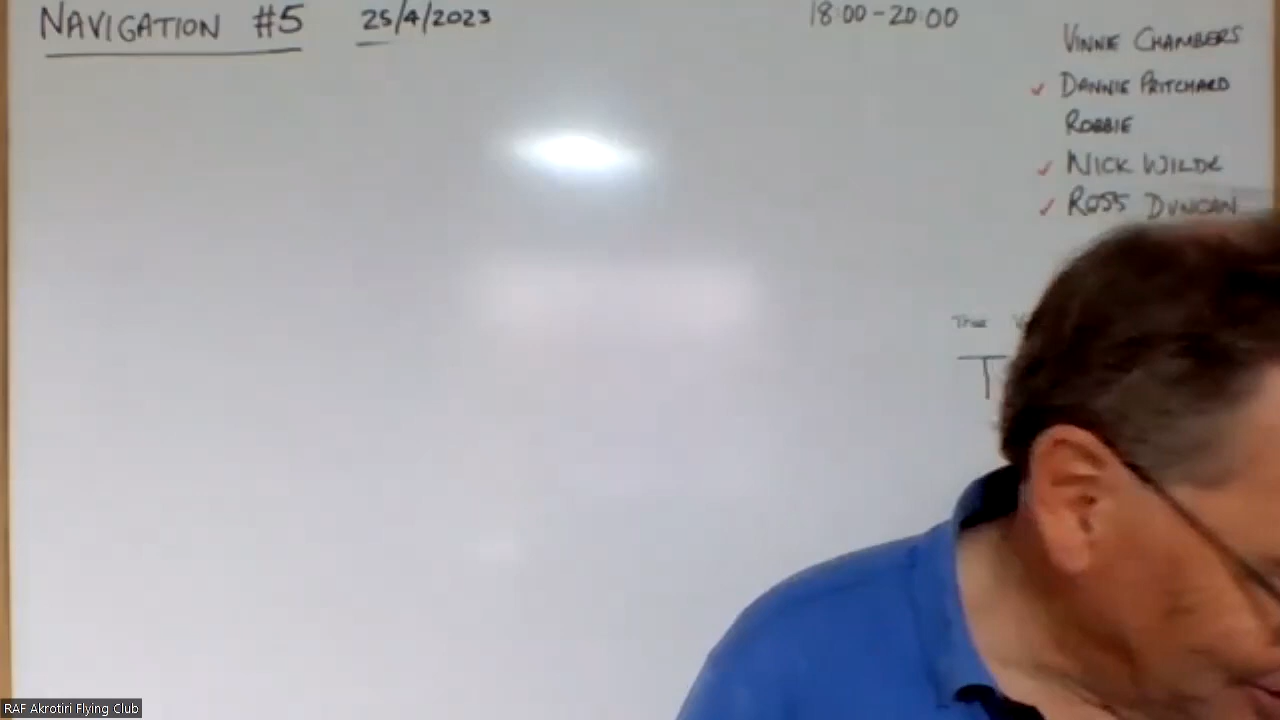 NAVIGATION #5 25/4/2023 18:00-20:00
VINNIE CHAMBERS
✓ DANNIE PRITCHARD
ROBBIE
✓ NICK WILDE
✓ ROSS DUNCAN
True V
T
RAF Akrotiri Flying Club